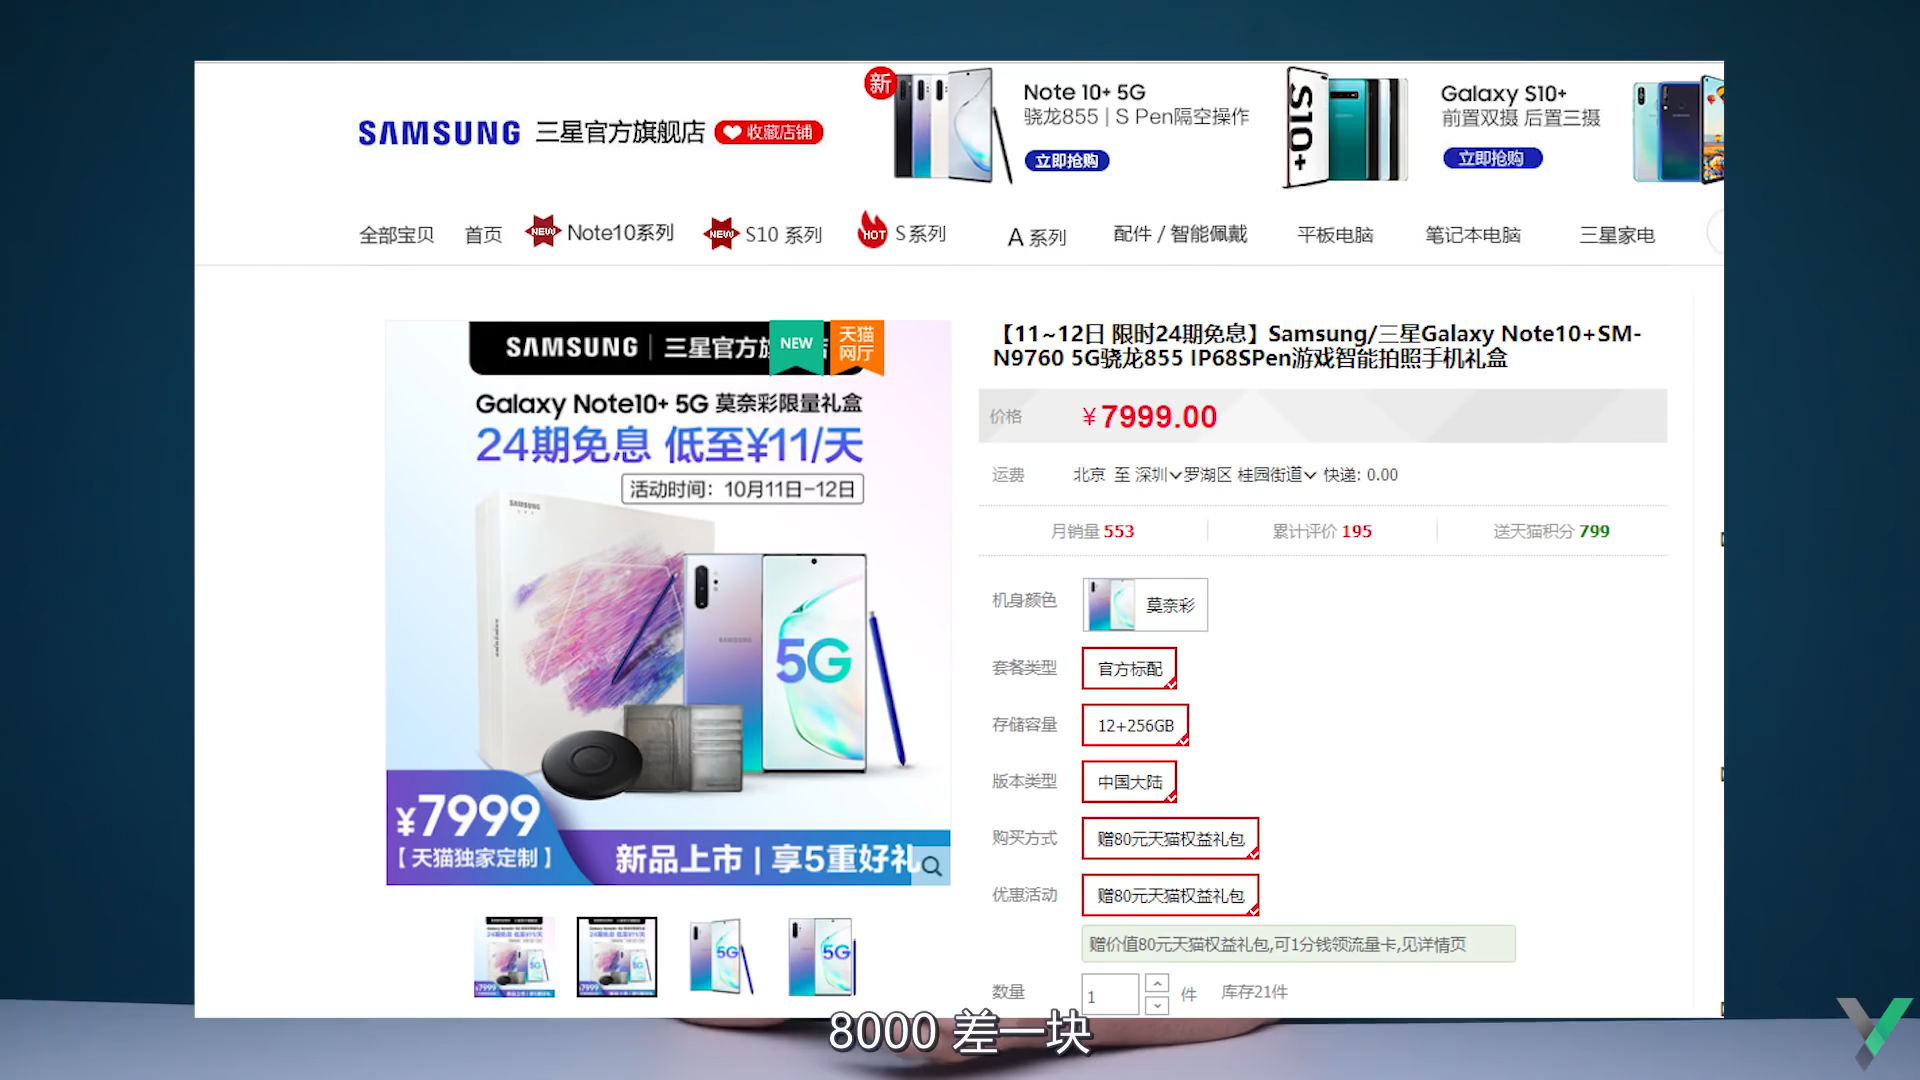 新
Note 10+ 5G
骁龙855 | S Pen隔空操作
立即抢购
S10+
Galaxy S10+
前置双摄 后置三摄
立即抢购
SAMSUNG 三星官方旗舰店 收藏店铺
全部宝贝 首页 NEW Note10系列 NEW S10 系列 HOT S系列 A 系列 配件 / 智能佩戴 平板电脑 笔记本电脑 三星家电
SAMSUNG | 三星官方旗
NEW
天猫
网厅
Galaxy Note10+ 5G 莫奈彩限量礼盒
24期免息 低至¥11/天
活动时间：10月11日-12日
SAMSUNG
SAMSUNG
5G
¥7999
【 天猫独家定制 】
新品上市 | 享5重好礼
【11~12日 限时24期免息】Samsung/三星Galaxy Note10+SM-
N9760 5G骁龙855 IP68SPen游戏智能拍照手机礼盒
价格 ¥7999.00
运费 北京 至 深圳 罗湖区 桂园街道 快递: 0.00
月销量 553 累计评价 195 送天猫积分 799
机身颜色 莫奈彩
套餐类型 官方标配
存储容量 12+256GB
版本类型 中国大陆
购买方式 赠80元天猫权益礼包
优惠活动 赠80元天猫权益礼包
赠价值80元天猫权益礼包,可1分钱领流量卡,见详情页
数量 1 件 库存21件
8000 差一块